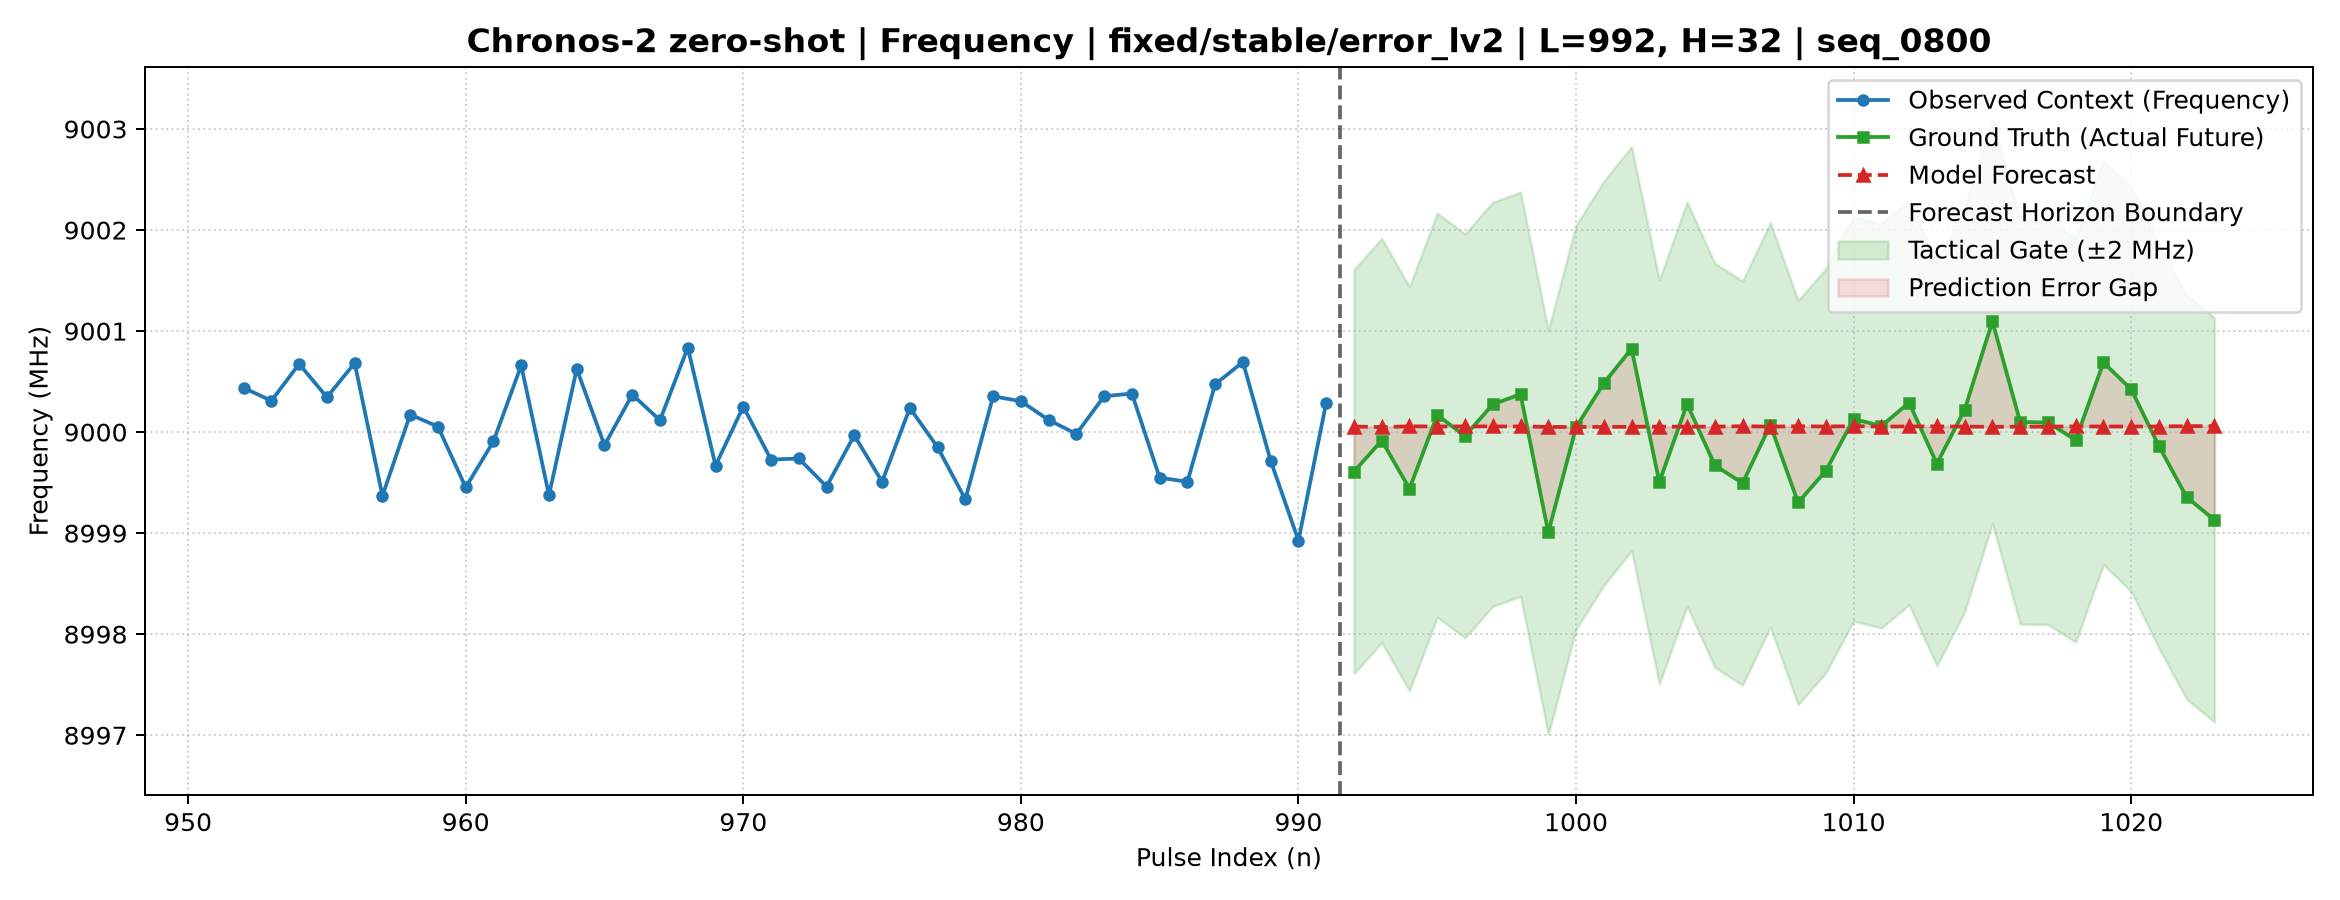 Chronos-2 zero-shot | Frequency | fixed/stable/error_lv2 | L=992, H=32 | seq_0800
Observed Context (Frequency)
Ground Truth (Actual Future)
Model Forecast
Forecast Horizon Boundary
Tactical Gate (±2 MHz)
Prediction Error Gap
Frequency (MHz)
9003
9002
9001
9000
8999
8998
8997
950 960 970 980 990 1000 1010 1020
Pulse Index (n)